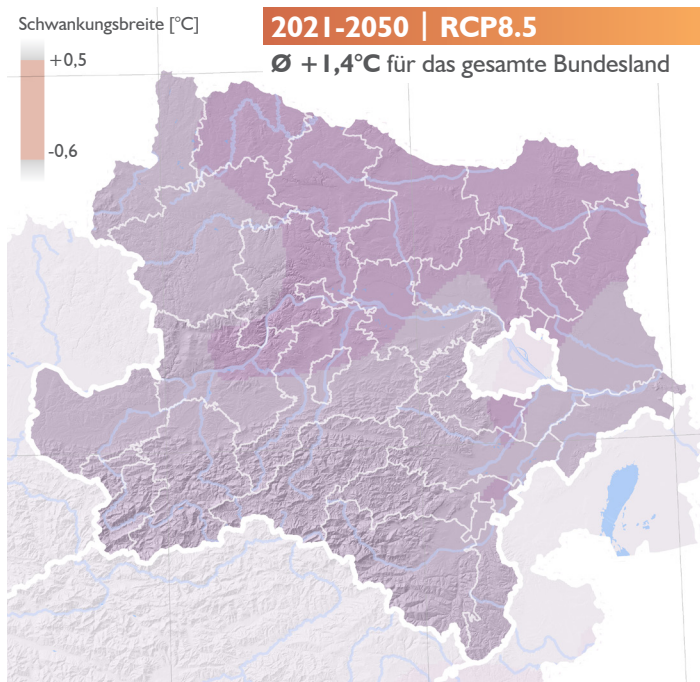 Schwankungsbreite [°C]
+0,5
-0,6
2021-2050 | RCP8.5
Ø +1,4°C für das gesamte Bundesland